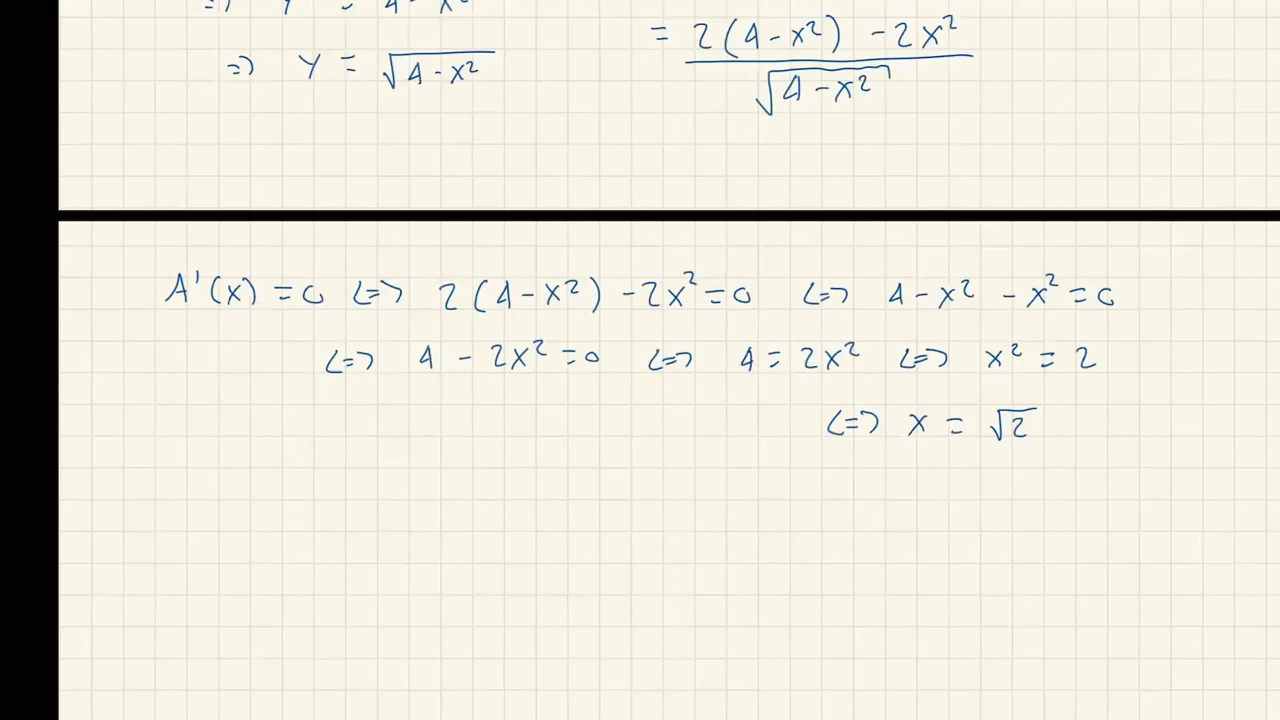 ⇒ y = √(4 - x²)
= (2(4 - x²) - 2x²) / √(4 - x²)
A'(x) = 0 ⇔ 2(4 - x²) - 2x² = 0 ⇔ 4 - x² - x² = 0
⇔ 4 - 2x² = 0 ⇔ 4 = 2x² ⇔ x² = 2
⇔ x = √2